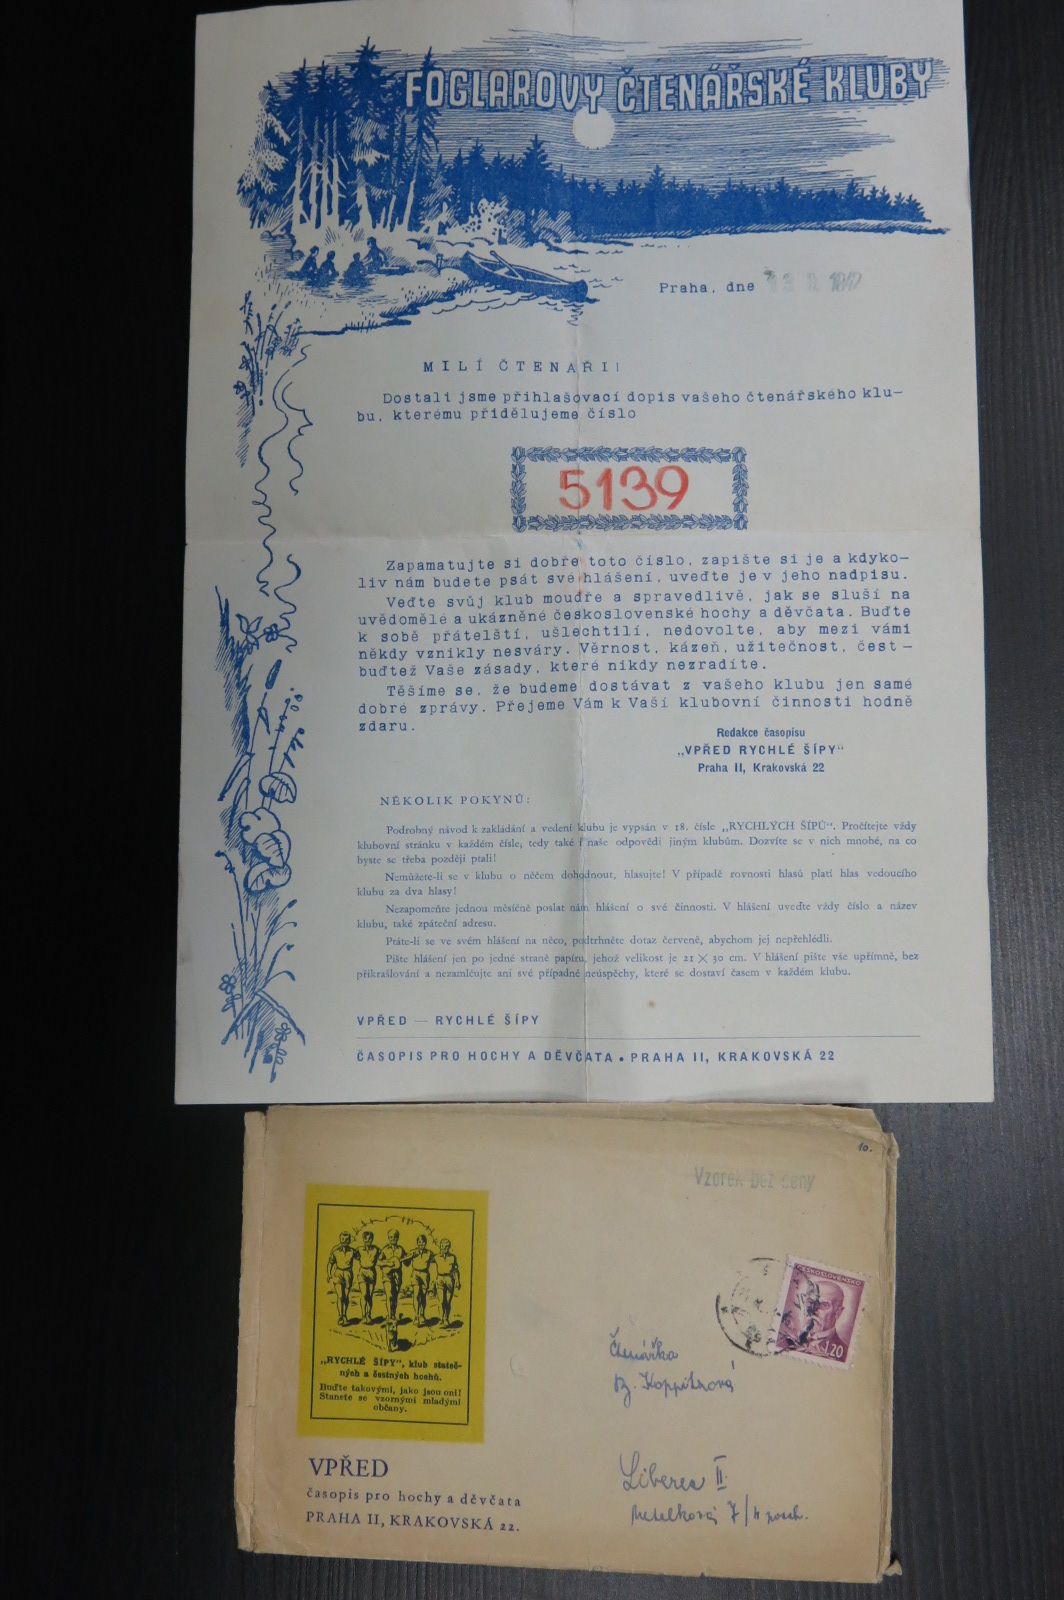 FOGLAROVY ČTENÁŘSKÉ KLUBY
Praha, dne
MILÍ ČTENÁŘI!
Dostali jsme přihlašovací dopis vašeho čtenářského klu-
bu, kterému přidělujeme číslo
5139
Zapamatujte si dobře toto číslo, zapište si je a kdyko-
liv nám budete psát své hlášení, uveďte je v jeho nadpisu.
Veďte svůj klub moudře a spravedlivě, jak se sluší na
uvědomělé a ukázněné československé hochy a děvčata. Buďte
k sobě přátelští, ušlechtilí, nedovolte, aby mezi vámi
někdy vznikly nesváry. Věrnost, kázeň, užitečnost, čest —
buďtež Vaše zásady, které nikdy nezradíte.
Těšíme se, že budeme dostávat z vašeho klubu jen samé
dobré zprávy. Přejeme Vám k Vaší klubovní činnosti hodně
zdaru.
Redakce časopisu
„VPŘED RYCHLÉ ŠÍPY“
Praha II, Krakovská 22
NĚKOLIK POKYNŮ:
Podrobný návod k zakládání a vedení klubu je vypsán v 18. čísle „RYCHLÝCH ŠÍPŮ“. Pročítejte vždy
klubovní stránku v každém čísle, tedy také i naše odpovědi jiným klubům. Dozvíte se v nich mnohé, na co
byste se třeba později ptali!
Nemůžete-li se v klubu o něčem dohodnout, hlasujte! V případě rovnosti hlasů platí hlas vedoucího
klubu za dva hlasy!
Nezapomeňte jednou měsíčně poslat nám hlášení o své činnosti. V hlášení uveďte vždy číslo a název
klubu, také zpáteční adresu.
Ptáte-li se ve svém hlášení na něco, podtrhněte dotaz červeně, abychom jej nepřehlédli.
Pište hlášení jen po jedné straně papíru, jehož velikost je 21 × 30 cm. V hlášení pište vše upřímně, bez
přikrašlování a nezamlčujte ani své případné neúspěchy, které se dostaví časem v každém klubu.
VPŘED — RYCHLÉ ŠÍPY
ČASOPIS PRO HOCHY A DĚVČATA • PRAHA II, KRAKOVSKÁ 22
10.
Vzorek bez ceny
ČESKOSLOVENSKO
1,20
„RYCHLÉ ŠÍPY“, klub stateč-
ných a čestných hochů.
Buďte takovými, jako jsou oni!
Stanete se vzornými mladými
občany.
Čtenářka
Koppitzová
Liberec II
7/
VPŘED
časopis pro hochy a děvčata
PRAHA II, KRAKOVSKÁ 22.